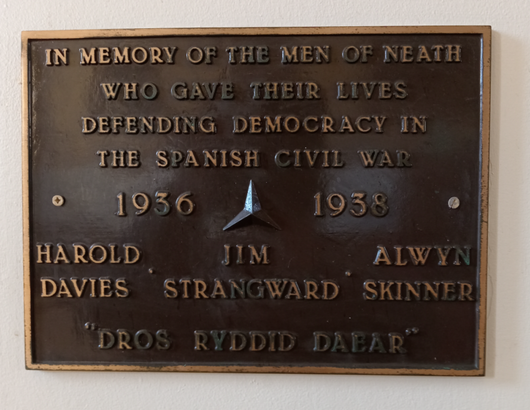 IN MEMORY OF THE MEN OF NEATH
WHO GAVE THEIR LIVES
DEFENDING DEMOCRACY IN
THE SPANISH CIVIL WAR
1936 1938
HAROLD JIM ALWYN
DAVIES STRANGWARD SKINNER
"DROS RYDDID DABAR"